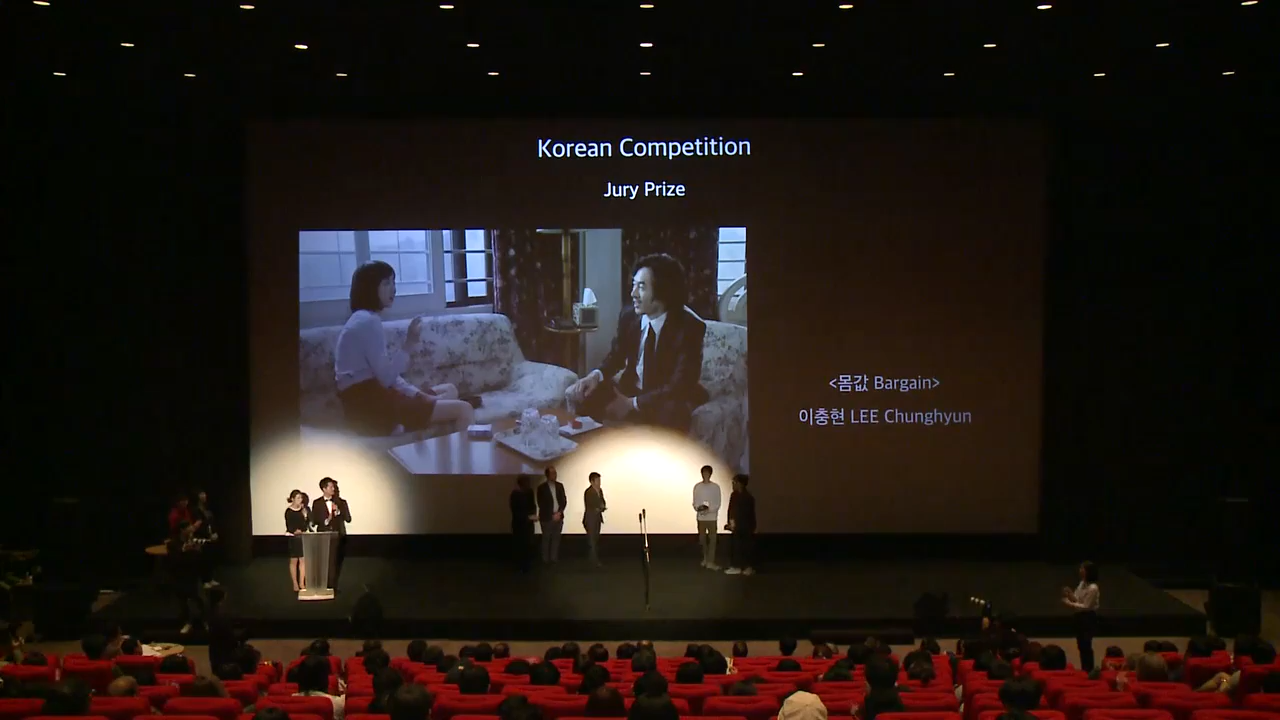 Korean Competition
Jury Prize
<몸값 Bargain>
이충현 LEE Chunghyun